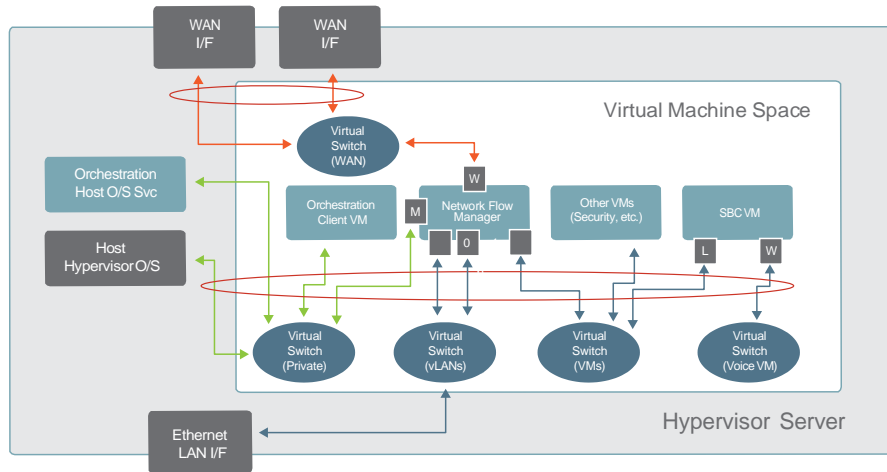 WAN
I/F
WAN
I/F
Virtual Machine Space
Virtual
Switch
(WAN)
Orchestration
Host O/S Svc
W
Orchestration
Client VM
M
Network Flow
Manager
Other VMs
(Security, etc.)
SBC VM
0
L
W
Host
Hypervisor O/S
Virtual
Switch
(Private)
Virtual
Switch
(vLANs)
Virtual
Switch
(VMs)
Virtual
Switch
(Voice VM)
Hypervisor Server
Ethernet
LAN I/F